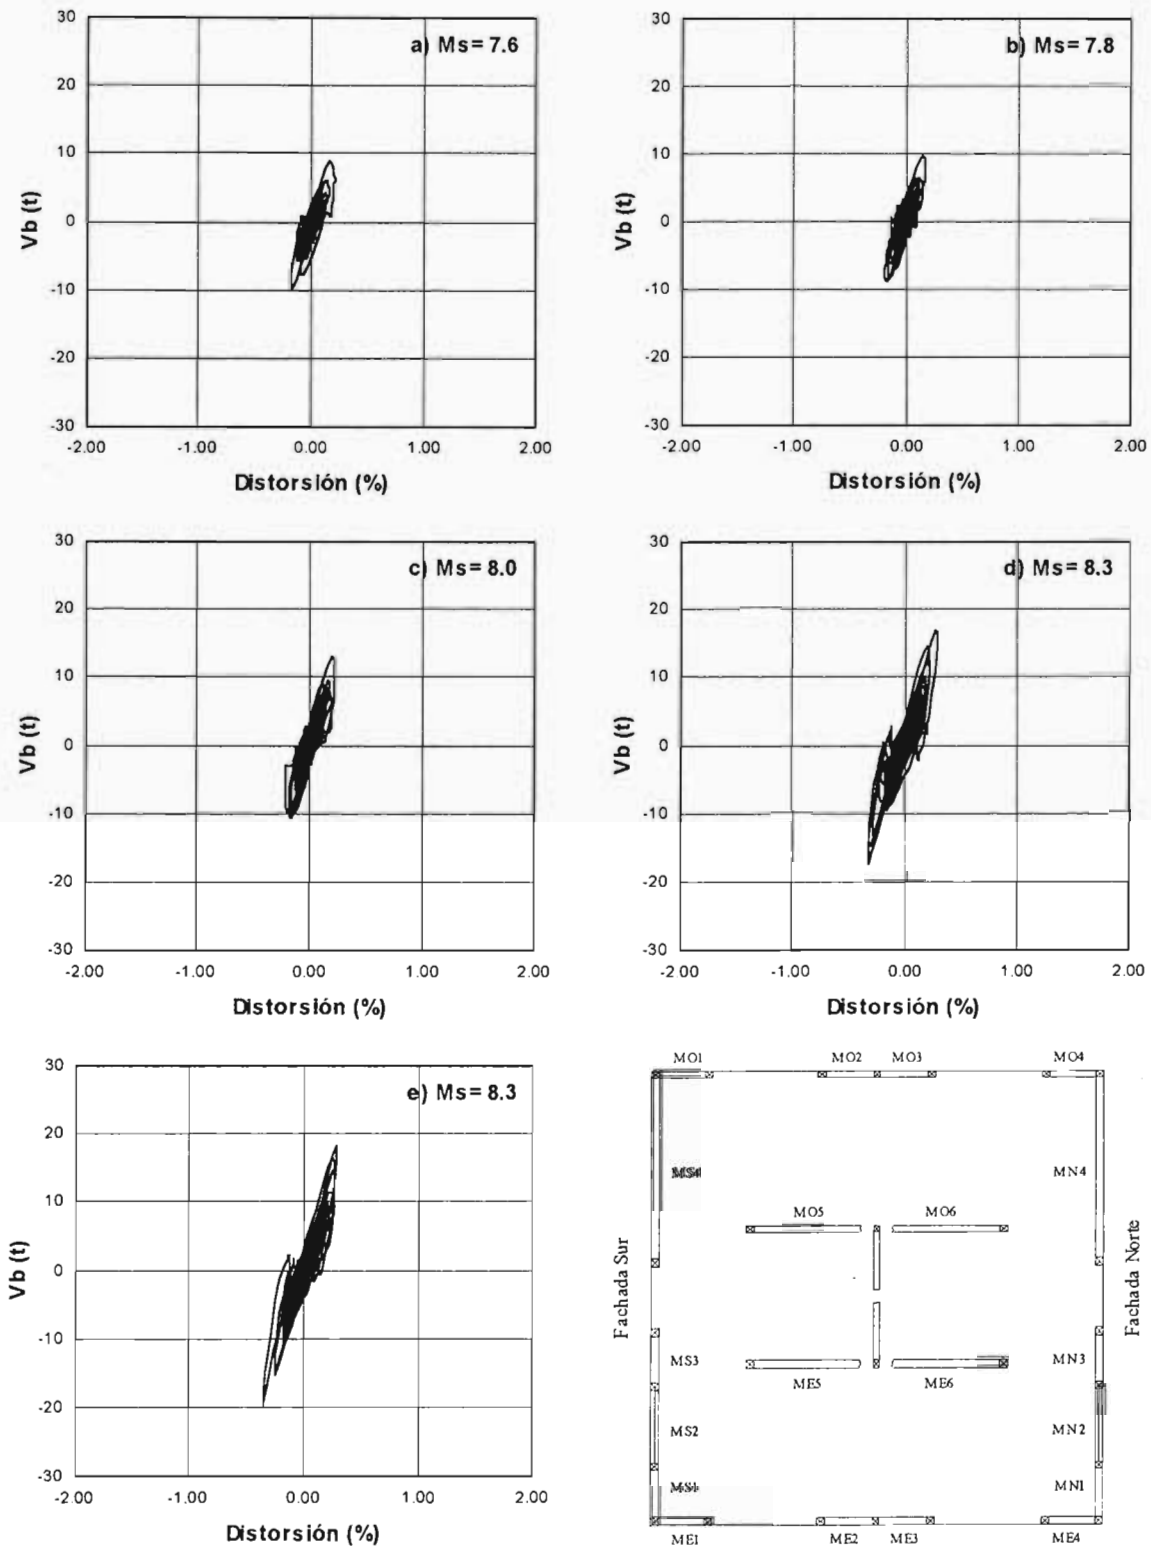 a) Ms= 7.6
30
20
10
0
-10
-20
-30
Vb (t)
-2.00 -1.00 0.00 1.00 2.00
Distorsión (%)
b) Ms= 7.8
30
20
10
0
-10
-20
-30
Vb (t)
-2.00 -1.00 0.00 1.00 2.00
Distorsión (%)
c) Ms= 8.0
30
20
10
0
-10
-20
-30
Vb (t)
-2.00 -1.00 0.00 1.00 2.00
Distorsión (%)
d) Ms= 8.3
30
20
10
0
-10
-20
-30
Vb (t)
-2.00 -1.00 0.00 1.00 2.00
Distorsión (%)
e) Ms= 8.3
30
20
10
0
-10
-20
-30
Vb (t)
-2.00 -1.00 0.00 1.00 2.00
Distorsión (%)
MO1 MO2 MO3 MO4
MS4 MN4
MO5 MO6
Fachada Sur
Fachada Norte
MS3 MN3
ME5 ME6
MS2 MN2
MS1 MN1
ME1 ME2 ME3 ME4